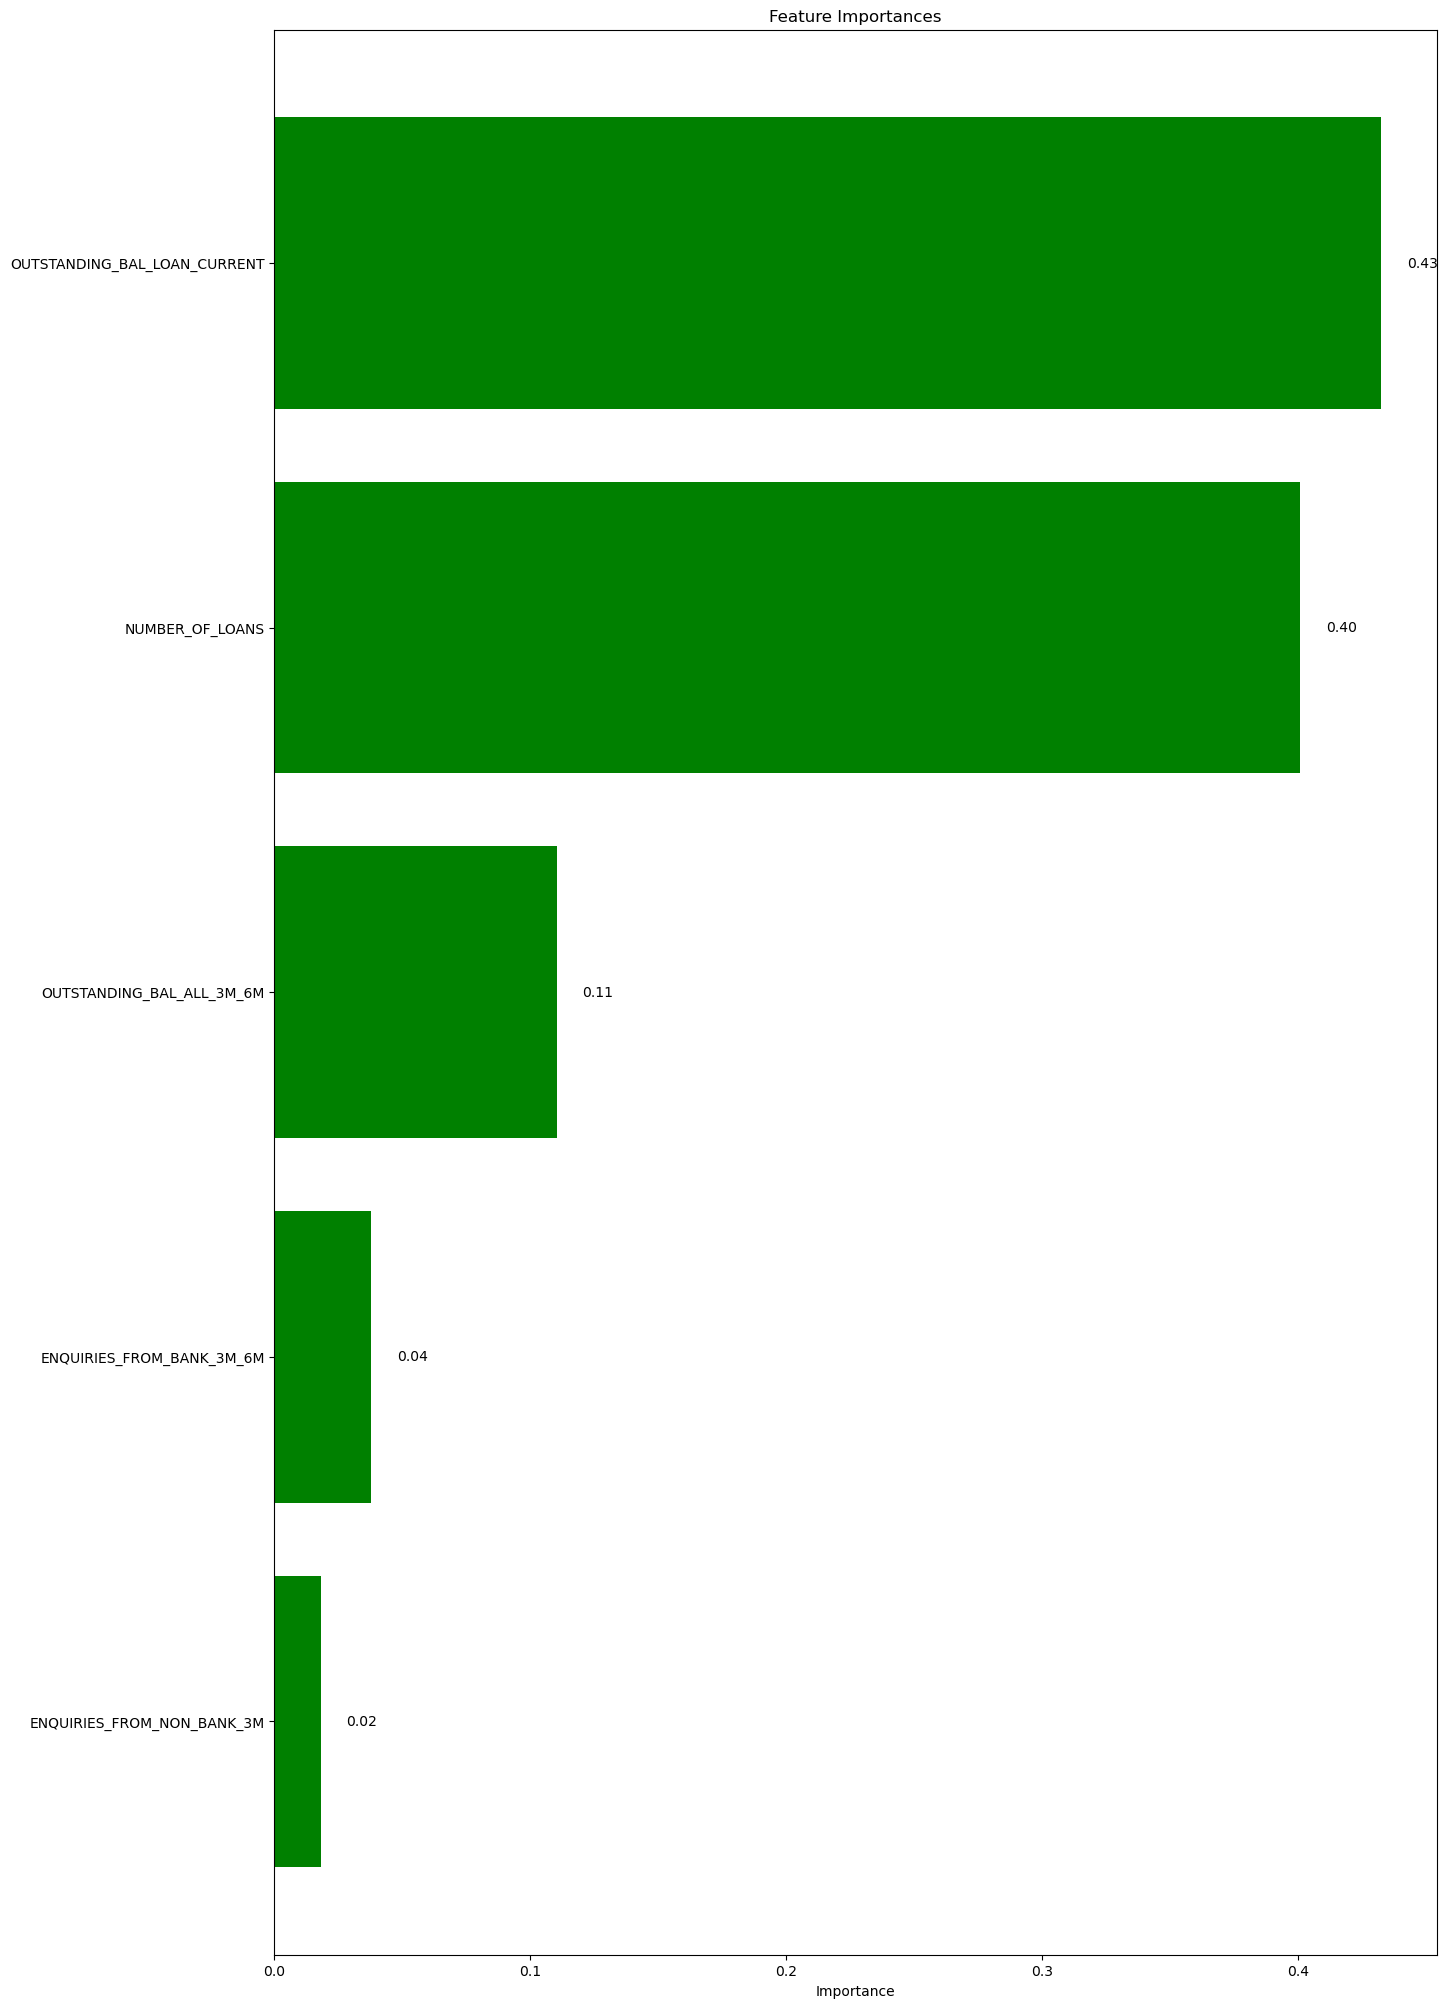 Feature Importances
OUTSTANDING_BAL_LOAN_CURRENT
0.43
NUMBER_OF_LOANS
0.40
OUTSTANDING_BAL_ALL_3M_6M
0.11
ENQUIRIES_FROM_BANK_3M_6M
0.04
ENQUIRIES_FROM_NON_BANK_3M
0.02
0.0 0.1 0.2 0.3 0.4
Importance